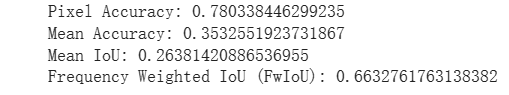 Pixel Accuracy: 0.780338446299235
Mean Accuracy: 0.3532551923731867
Mean IoU: 0.26381420886536955
Frequency Weighted IoU (FwIoU): 0.6632761763138382